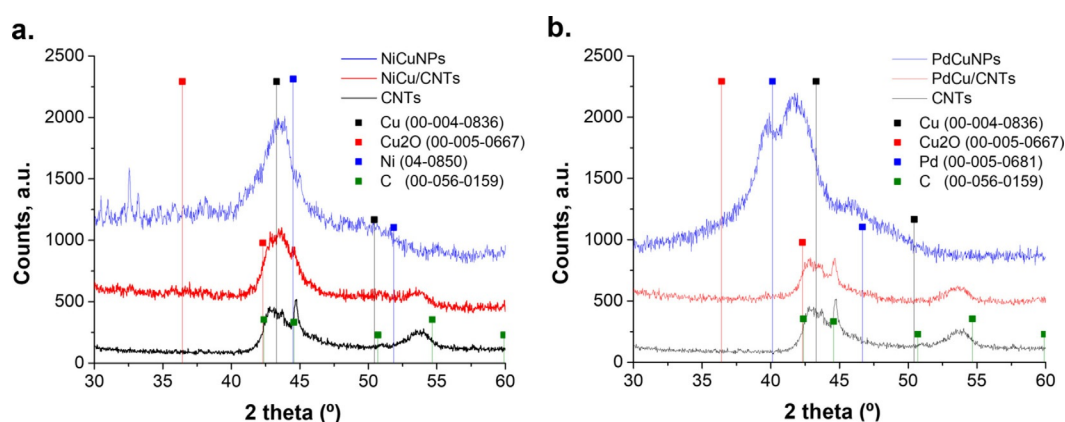 a.
2500
2000
1500
1000
500
0
30 35 40 45 50 55 60
Counts, a.u.
2 theta (º)
NiCuNPs
NiCu/CNTs
CNTs
Cu (00-004-0836)
Cu2O (00-005-0667)
Ni (04-0850)
C (00-056-0159)
b.
2500
2000
1500
1000
500
0
30 35 40 45 50 55 60
Counts, a.u.
2 theta (º)
PdCuNPs
PdCu/CNTs
CNTs
Cu (00-004-0836)
Cu2O (00-005-0667)
Pd (00-005-0681)
C (00-056-0159)